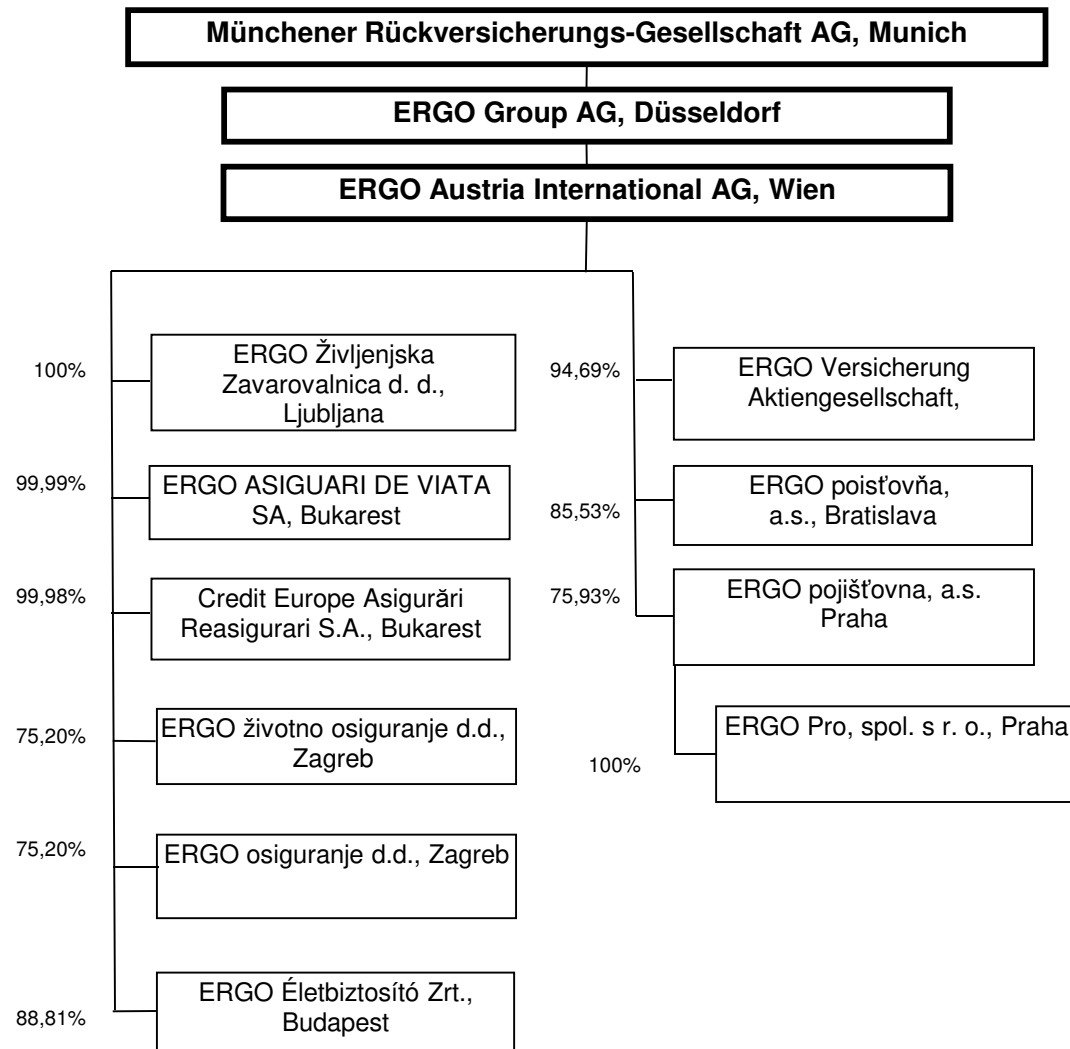 Münchener Rückversicherungs-Gesellschaft AG, Munich
ERGO Group AG, Düsseldorf
ERGO Austria International AG, Wien
100%
ERGO Življenjska
Zavarovalnica d. d.,
Ljubljana
99,99%
ERGO ASIGUARI DE VIATA
SA, Bukarest
99,98%
Credit Europe Asigurări
Reasigurari S.A., Bukarest
75,20%
ERGO životno osiguranje d.d.,
Zagreb
75,20%
ERGO osiguranje d.d., Zagreb
88,81%
ERGO Életbiztosító Zrt.,
Budapest
94,69%
ERGO Versicherung
Aktiengesellschaft,
85,53%
ERGO poisťovňa,
a.s., Bratislava
75,93%
ERGO pojišťovna, a.s.
Praha
100%
ERGO Pro, spol. s r. o., Praha